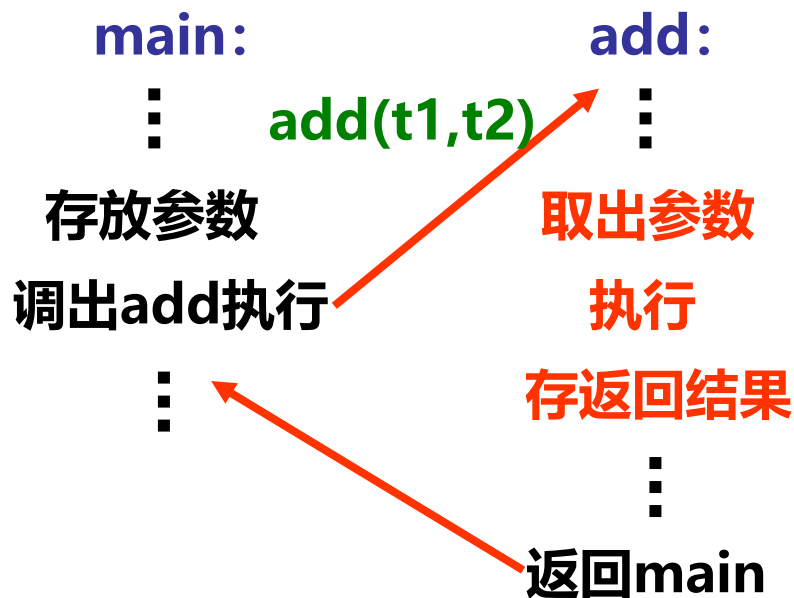 main:
add(t1,t2)
存放参数
调出add执行
add:
取出参数
执行
存返回结果
返回main